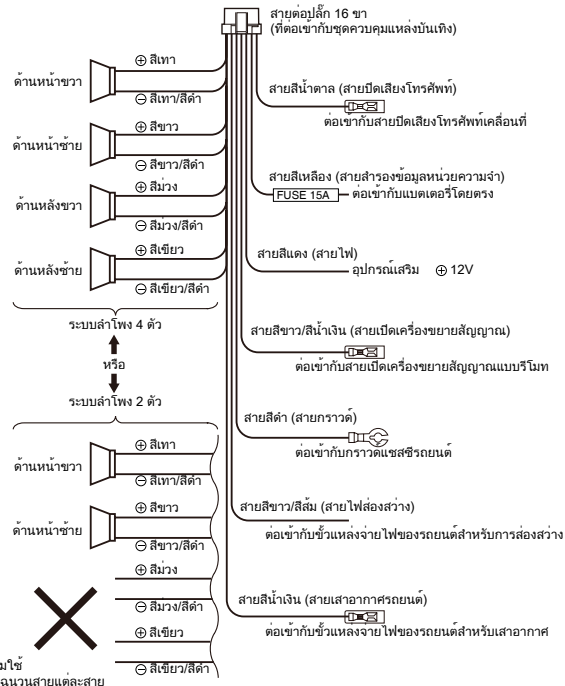 สายต่อปลั๊ก 16 ขา
(ที่ต่อเข้ากับชุดควบคุมแหล่งบันเทิง)
ด้านหน้าขวา
⊕ สีเทา
⊖ สีเทา/สีดำ
ด้านหน้าซ้าย
⊕ สีขาว
⊖ สีขาว/สีดำ
ด้านหลังขวา
⊕ สีม่วง
⊖ สีม่วง/สีดำ
ด้านหลังซ้าย
⊕ สีเขียว
⊖ สีเขียว/สีดำ
ระบบลำโพง 4 ตัว
หรือ
ระบบลำโพง 2 ตัว
ด้านหน้าขวา
⊕ สีเทา
⊖ สีเทา/สีดำ
ด้านหน้าซ้าย
⊕ สีขาว
⊖ สีขาว/สีดำ
⊕ สีม่วง
⊖ สีม่วง/สีดำ
⊕ สีเขียว
⊖ สีเขียว/สีดำ
สายสีน้ำตาล (สายปิดเสียงโทรศัพท์)
ต่อเข้ากับสายปิดเสียงโทรศัพท์เคลื่อนที่
สายสีเหลือง (สายสำรองข้อมูลหน่วยความจำ)
FUSE 15A ต่อเข้ากับแบตเตอรี่โดยตรง
สายสีแดง (สายไฟ)
อุปกรณ์เสริม ⊕ 12V
สายสีขาว/สีน้ำเงิน (สายเปิดเครื่องขยายสัญญาณ)
ต่อเข้ากับสายเปิดเครื่องขยายสัญญาณแบบรีโมท
สายสีดำ (สายกราวด์)
ต่อเข้ากับกราวด์แชสซีรถยนต์
สายสีขาว/สีส้ม (สายไฟส่องสว่าง)
ต่อเข้ากับขั้วแหล่งจ่ายไฟของรถยนต์สำหรับการส่องสว่าง
สายสีน้ำเงิน (สายเสาอากาศรถยนต์)
ต่อเข้ากับขั้วแหล่งจ่ายไฟของรถยนต์สำหรับเสาอากาศ
มใช้
ฉนวนสายแต่ละสาย